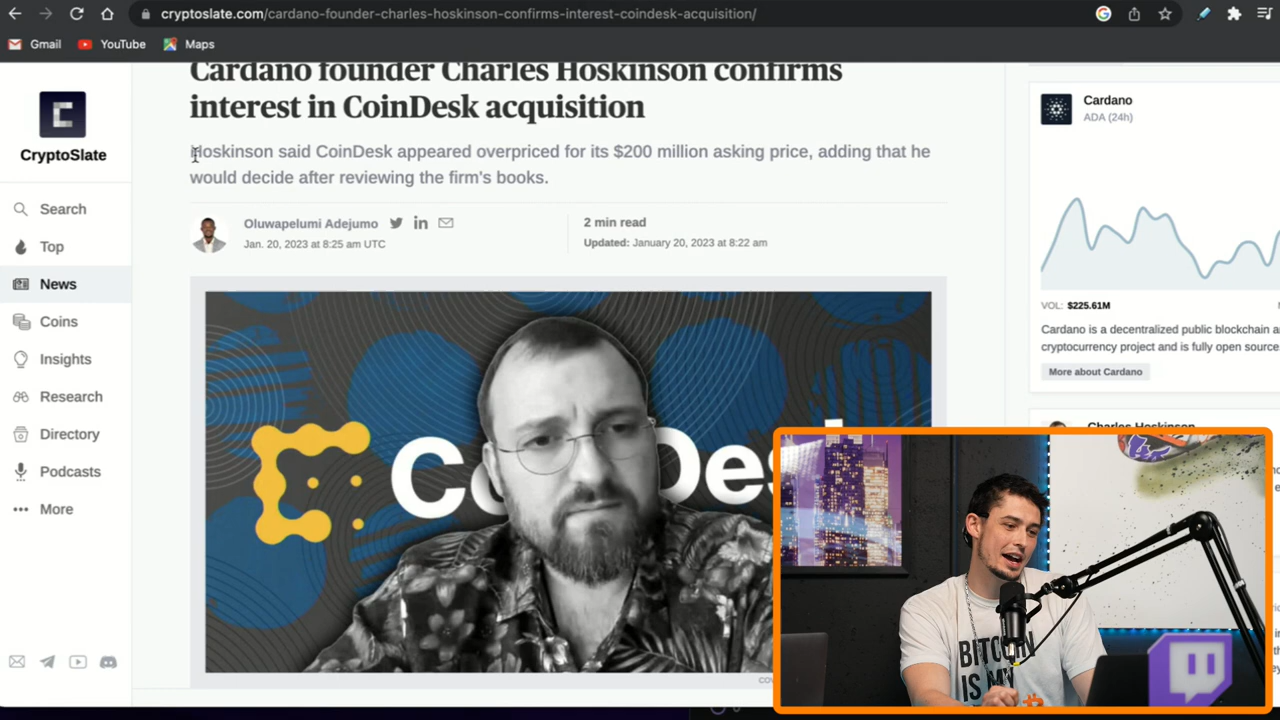 cryptoslate.com/cardano-founder-charles-hoskinson-confirms-interest-coindesk-acquisition/
Gmail YouTube Maps
CryptoSlate
Search
Top
News
Coins
Insights
Research
Directory
Podcasts
More
Cardano founder Charles Hoskinson confirms
interest in CoinDesk acquisition
Hoskinson said CoinDesk appeared overpriced for its $200 million asking price, adding that he
would decide after reviewing the firm's books.
Oluwapelumi Adejumo
Jan. 20, 2023 at 8:25 am UTC
2 min read
Updated: January 20, 2023 at 8:22 am
Cardano
ADA (24h)
VOL: $225.61M
Cardano is a decentralized public blockchain
cryptocurrency project and is fully open source
More about Cardano
Charles Hoskinson
BITCOIN
IS MY